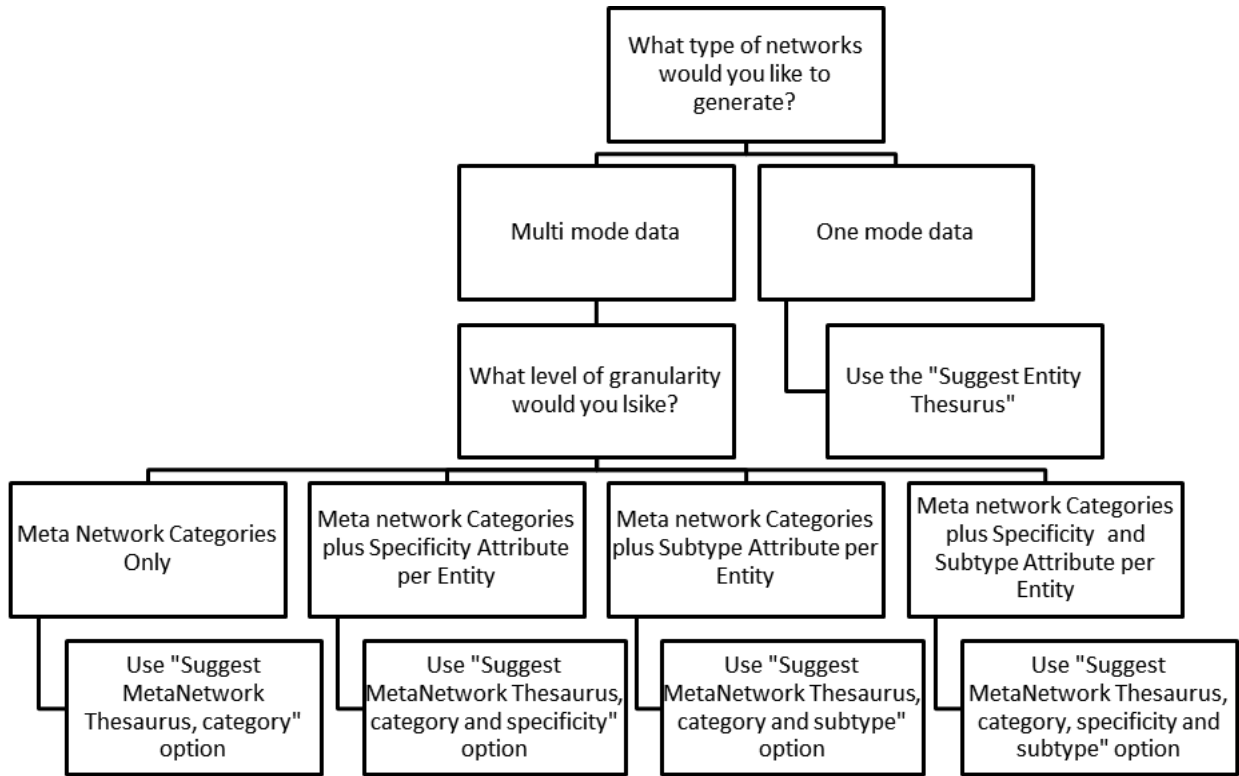 What type of networks
would you like to
generate?
Multi mode data
One mode data
What level of granularity
would you lsike?
Use the "Suggest Entity
Thesurus"
Meta Network Categories
Only
Meta network Categories
plus Specificity Attribute
per Entity
Meta network Categories
plus Subtype Attribute per
Entity
Meta network Categories
plus Specificity and
Subtype Attribute per
Entity
Use "Suggest
MetaNetwork
Thesaurus, category"
option
Use "Suggest
MetaNetwork Thesaurus,
category and specificity"
option
Use "Suggest
MetaNetwork Thesaurus,
category and subtype"
option
Use "Suggest
MetaNetwork Thesaurus,
category, specificity and
subtype" option